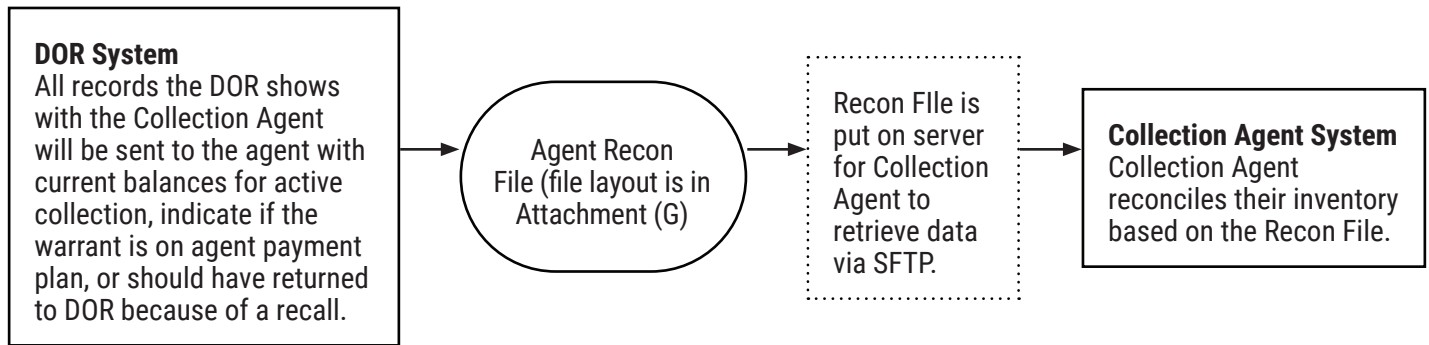 DOR System
All records the DOR shows
with the Collection Agent
will be sent to the agent with
current balances for active
collection, indicate if the
warrant is on agent payment
plan, or should have returned
to DOR because of a recall.
Agent Recon
File (file layout is in
Attachment (G)
Recon FIle is
put on server
for Collection
Agent to
retrieve data
via SFTP.
Collection Agent System
Collection Agent
reconciles their inventory
based on the Recon File.